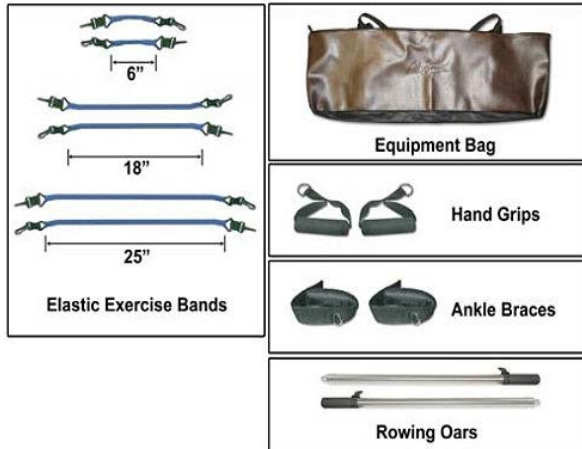 6”
18”
25”
Elastic Exercise Bands
Equipment Bag
Hand Grips
Ankle Braces
Rowing Oars